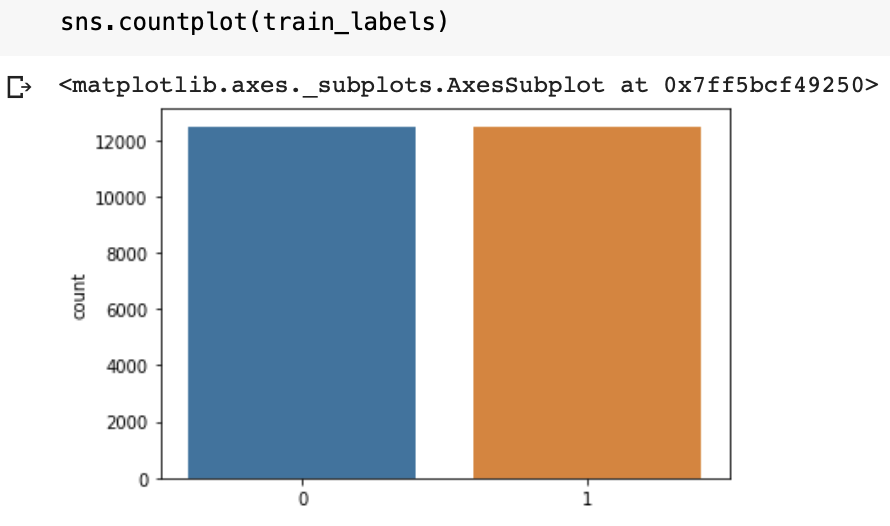 sns.countplot(train_labels)
<matplotlib.axes._subplots.AxesSubplot at 0x7ff5bcf49250>
12000
10000
8000
6000
4000
2000
0
count
0 1